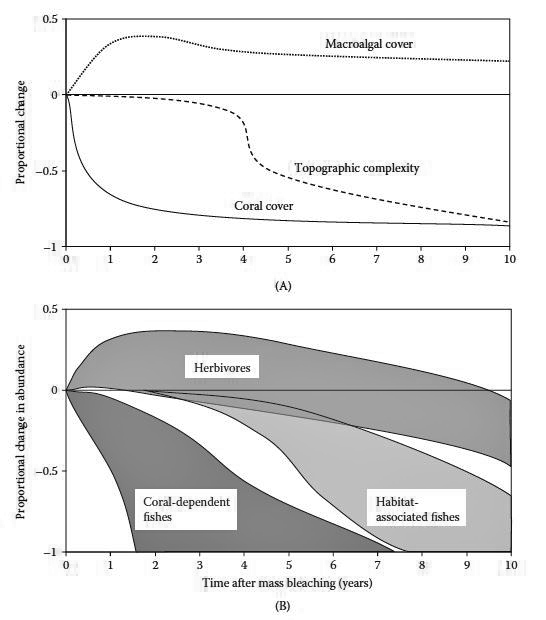 0.5
Macroalgal cover
0
Proportional change
Topographic complexity
−0.5
Coral cover
−1
0 1 2 3 4 5 6 7 8 9 10
(A)
0.5
Herbivores
0
Proportional change in abundance
−0.5
Coral-dependent
fishes
Habitat-
associated fishes
−1
0 1 2 3 4 5 6 7 8 9 10
Time after mass bleaching (years)
(B)